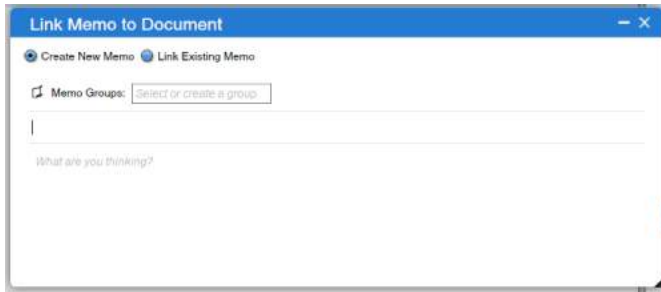 Link Memo to Document
Create New Memo Link Existing Memo
Memo Groups: Select or create a group
What are you thinking?